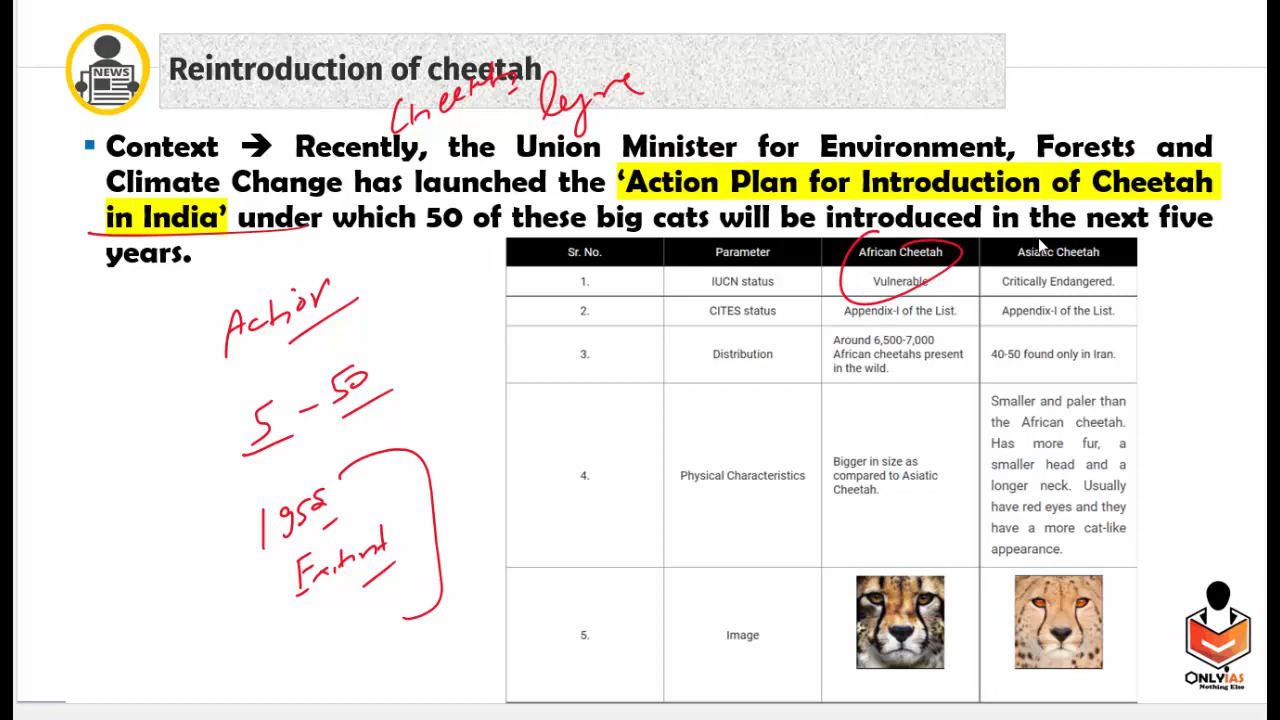 NEWS
Reintroduction of cheetah
Cheetah
▪ Context → Recently, the Union Minister for Environment, Forests and
Climate Change has launched the ‘Action Plan for Introduction of Cheetah
in India’ under which 50 of these big cats will be introduced in the next five
years.
Sr. No. Parameter African Cheetah Asiatic Cheetah
1. IUCN status Vulnerable Critically Endangered.
2. CITES status Appendix-I of the List. Appendix-I of the List.
3. Distribution Around 6,500-7,000
African cheetahs present
in the wild. 40-50 found only in Iran.
4. Physical Characteristics Bigger in size as
compared to Asiatic
Cheetah. Smaller and paler than
the African cheetah.
Has more fur, a
smaller head and a
longer neck. Usually
have red eyes and they
have a more cat-like
appearance.
5. Image
Action
5 - 50
Extinct
ONLYIAS
Nothing Else